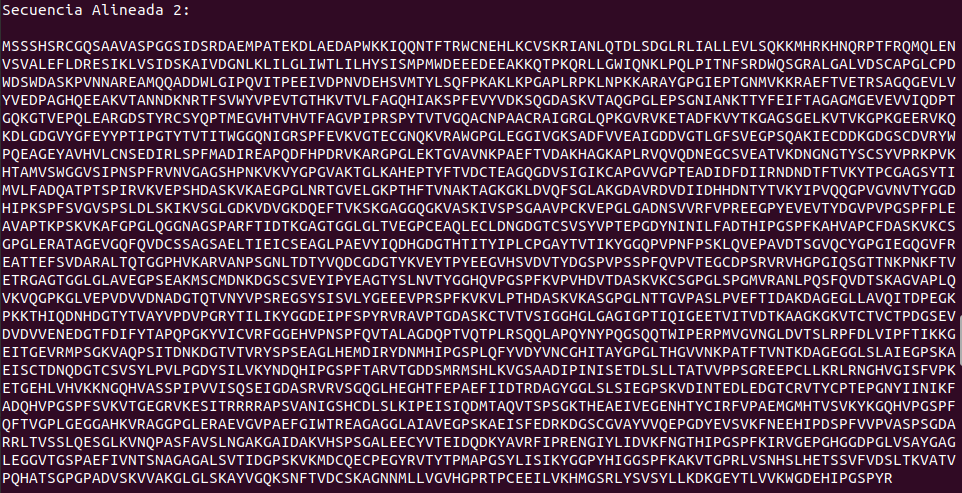 Secuencia Alineada 2:
MSSSHSRCGQSAAVASPGGSIDSRDAEMPATEKDLAEDAPWKKIQQNTFTRWCNEHLKCVSKRIANLQTDLSDGLRLIALLEVLSQKKMHRKHNQRPTFRQMQLEN
VSVALEFLDRESIKLVSIDSKAIVDGNLKLILGLIWTLILHYSISMPMWDEEEDEEAKKQTPKQRLLGWIQNKLPQLPITNFSRDWQSGRALGALVDSCAPGLCPD
WDSWDASKPVNNAREAMQQADDWLGIPQVITPEEIVDPNVDEHSVMTYLSQFPKAKLKPGAPLRPKLNPKKARAYGPGIEPTGNMVKKRAEFTVETRSAGQGEVLV
YVEDPAGHQEEAKVTANNDKNRTFSVWYVPEVTGTHKVTVLFAGQHIAKSPFEVYVDKSQGDASKVTAQGPGLEPSGNIANKTTYFEIFTAGAGMGEVEVVIQDPT
GQKGTVEPQLEARGDSTYRCSYQPTMEGVHTVHVTFAGVPIPRSPYTVTVGQACNPAACRAIGRGLQPKGVRVKETADFKVYTKGAGSGELKVTVKGPKGEERVKQ
KDLGDGVYGFEYYPTIPGTYTVTITWGGQNIGRSPFEVKVGTECGNQKVRAWGPGLEGGIVGKSADFVVEAIGDDVGTLGFSVEGPSQAKIECDDKGDGSCDVRYW
PQEAGEYAVHVLCNSEDIRLSPFMADIREAPQDFHPDRVKARGPGLEKTGVAVNKPAEFTVDAKHAGKAPLRVQVQDNEGCSVEATVKDNGNGTYSCSYVPRKPVK
HTAMVSWGGVSIPNSPFRVNVGAGSHPNKVKVYGPGVAKTGLKAHEPTYFTVDCTEAGQGDVSIGIKCAPGVVGPTEADIDFDIIRNDNDTFTVKYTPCGAGSYTI
MVLFADQATPTSPIRVKVEPSHDASKVKAEGPGLNRTGVELGKPTHFTVNAKTAGKGKLDVQFSGLAKGDAVRDVDIIDHHDNTYTVKYIPVQQGPVGVNVTYGGD
HIPKSPFSVGVSPSLDLSKIKVSGLGDKVDVGKDQEFTVKSKGAGGQGKVASKIVSPSGAAVPCKVEPGLGADNSVVRFVPREEGPYEVEVTYDGVPVPGSPFPLE
AVAPTKPSKVKAFGPGLQGGNAGSPARFTIDTKGAGTGGLGLTVEGPCEAQLECLDNGDGTCSVSYVPTEPGDYNINILFADTHIPGSPFKAHVAPCFDASKVKCS
GPGLERATAGEVGQFQVDCSSAGSAELTIEICSEAGLPAEVYIQDHGDGTHTITYIPLCPGAYTVTIKYGGQPVPNFPSKLQVEPAVDTSGVQCYGPGIEGQGVFR
EATTEFSVDARALTQTGGPHVKARVANPSGNLTDTYVQDCGDGTYKVEYTPYEEGVHSVDVTYDGSPVPSSPFQVPVTEGCDPSRVRVHGPGIQSGTTNKPNKFTV
ETRGAGTGGLGLAVEGPSEAKMSCMDNKDGSCSVEYIPYEAGTYSLNVTYGGHQVPGSPFKVPVHDVTDASKVKCSGPGLSPGMVRANLPQSFQVDTSKAGVAPLQ
VKVQGPKGLVEPVDVVDNADGTQTVNYVPSREGSYSISVLYGEEEVPRSPFKVKVLPTHDASKVKASGPGLNTTGVPASLPVEFTIDAKDAGEGLLAVQITDPEGK
PKKTHIQDNHDGTYTVAYVPDVPGRYTILIKYGGDEIPFSPYRVRAVPTGDASKCTVTVSIGGHGLGAGIGPTIQIGEETVITVDTKAAGKGKVTCTVCTPDGSEV
DVDVVENEDGTFDIFYTAPQPGKYVICVRFGGEHVPNSPFQVTALAGDQPTVQTPLRSQQLAPQYNYPQGSQQTWIPERPMVGVNGLDVTSLRPFDLVIPFTIKKG
EITGEVRMPSGKVAQPSITDNKDGTVTVRYSPSEAGLHEMDIRYDNMHIPGSPLQFYVDYVNCGHITAYGPGLTHGVVNKPATFTVNTKDAGEGGLSLAIEGPSKA
EISCTDNQDGTCSVSYLPVLPGDYSILVKYNDQHIPGSPFTARVTGDDSMRMSHLKVGSAADIPINISETDLSLLTATVVPPSGREEPCLLKRLRNGHVGISFVPK
ETGEHLVHVKKNGQHVASSPIPVVISQSEIGDASRVRVSGQGLHEGHTFEPAEFIIDTRDAGYGGLSLSIEGPSKVDINTEDLEDGTCRVTYCPTEPGNYIINIKF
ADQHVPGSPFSVKVTGEGRVKESITRRRRAPSVANIGSHCDLSLKIPEISIQDMTAQVTSPSGKTHEAEIVEGENHTYCIRFVPAEMGMHTVSVKYKGQHVPGSPF
QFTVGPLGEGGAHKVRAGGPGLERAEVGVPAEFGIWTREAGAGGLAIAVEGPSKAEISFEDRKDGSCGVAYVVQEPGDYEVSVKFNEEHIPDSPFVVPVASPSGDA
RRLTVSSLQESGLKVNQPASFAVSLNGAKGAIDAKVHSPSGALEECYVTEIDQDKYAVRFIPRENGIYLIDVKFNGTHIPGSPFKIRVGEPGHGGDPGLVSAYGAG
LEGGVTGSPAEFIVNTSNAGAGALSVTIDGPSKVKMDCQECPEGYRVTYTPMAPGSYLISIKYGGPYHIGGSPFKAKVTGPRLVSNHSLHETSSVFVDSLTKVATV
PQHATSGPGPADVSKVVAKGLGLSKAYVGQKSNFTVDCSKAGNNMLLVGVHGPRTPCEEILVKHMGSRLYSVSYLLKDKGEYTLVVKWGDEHIPGSPYR